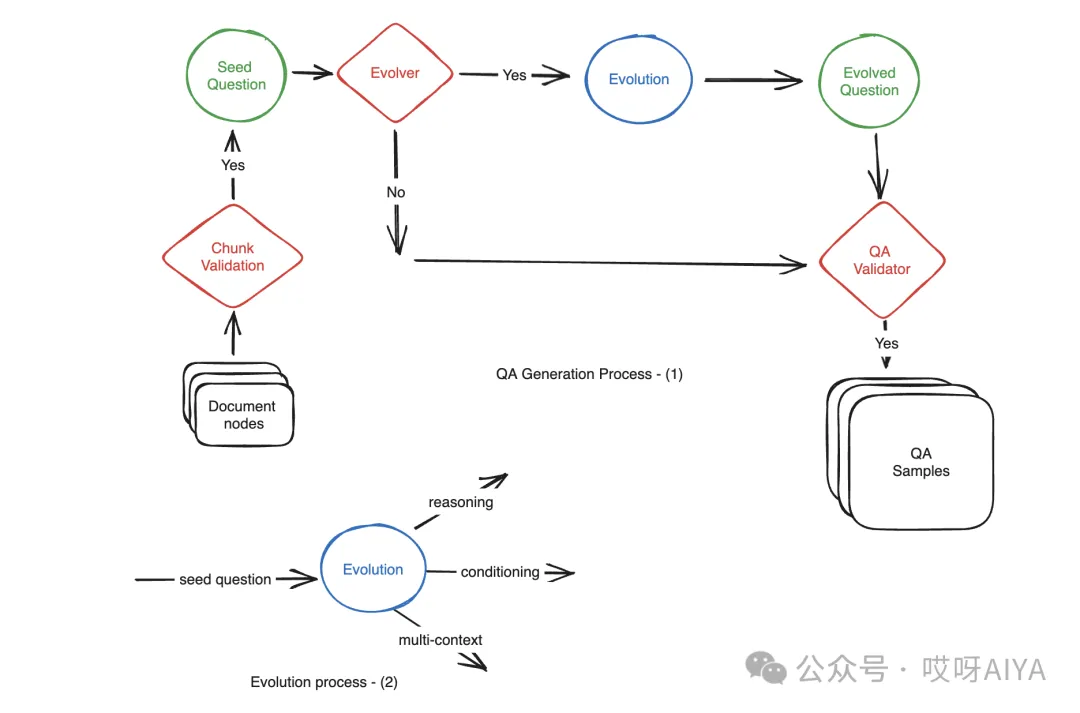 Seed
Question
Evolver
Yes
Evolution
Evolved
Question
Yes
No
Chunk
Validation
QA
Validator
Yes
Document
nodes
QA Generation Process - (1)
QA
Samples
reasoning
seed question
Evolution
conditioning
multi-context
Evolution process - (2)
公众号 · 哎呀AIYA